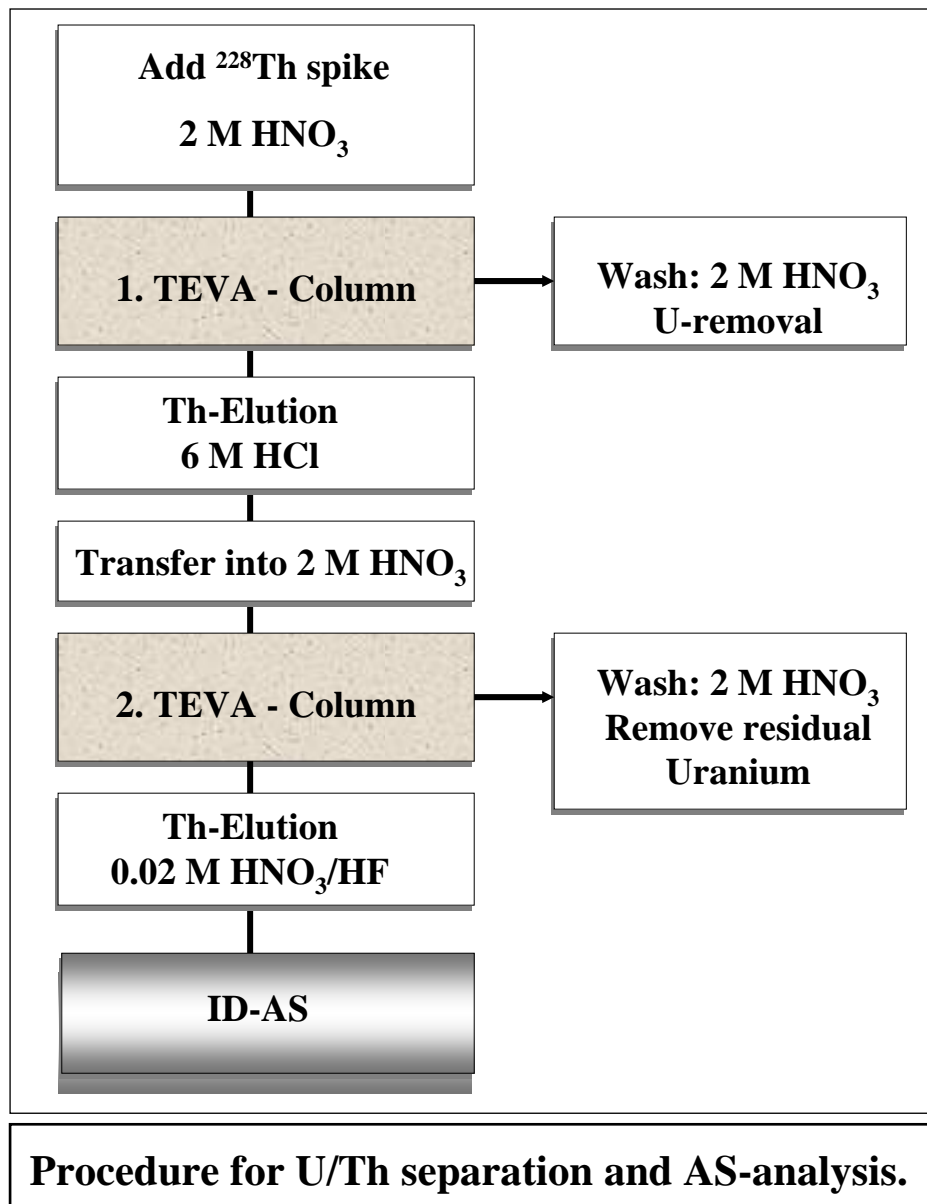 Add ²²⁸Th spike
2 M HNO₃
1. TEVA - Column
Wash: 2 M HNO₃
U-removal
Th-Elution
6 M HCl
Transfer into 2 M HNO₃
2. TEVA - Column
Wash: 2 M HNO₃
Remove residual
Uranium
Th-Elution
0.02 M HNO₃/HF
ID-AS
Procedure for U/Th separation and AS-analysis.